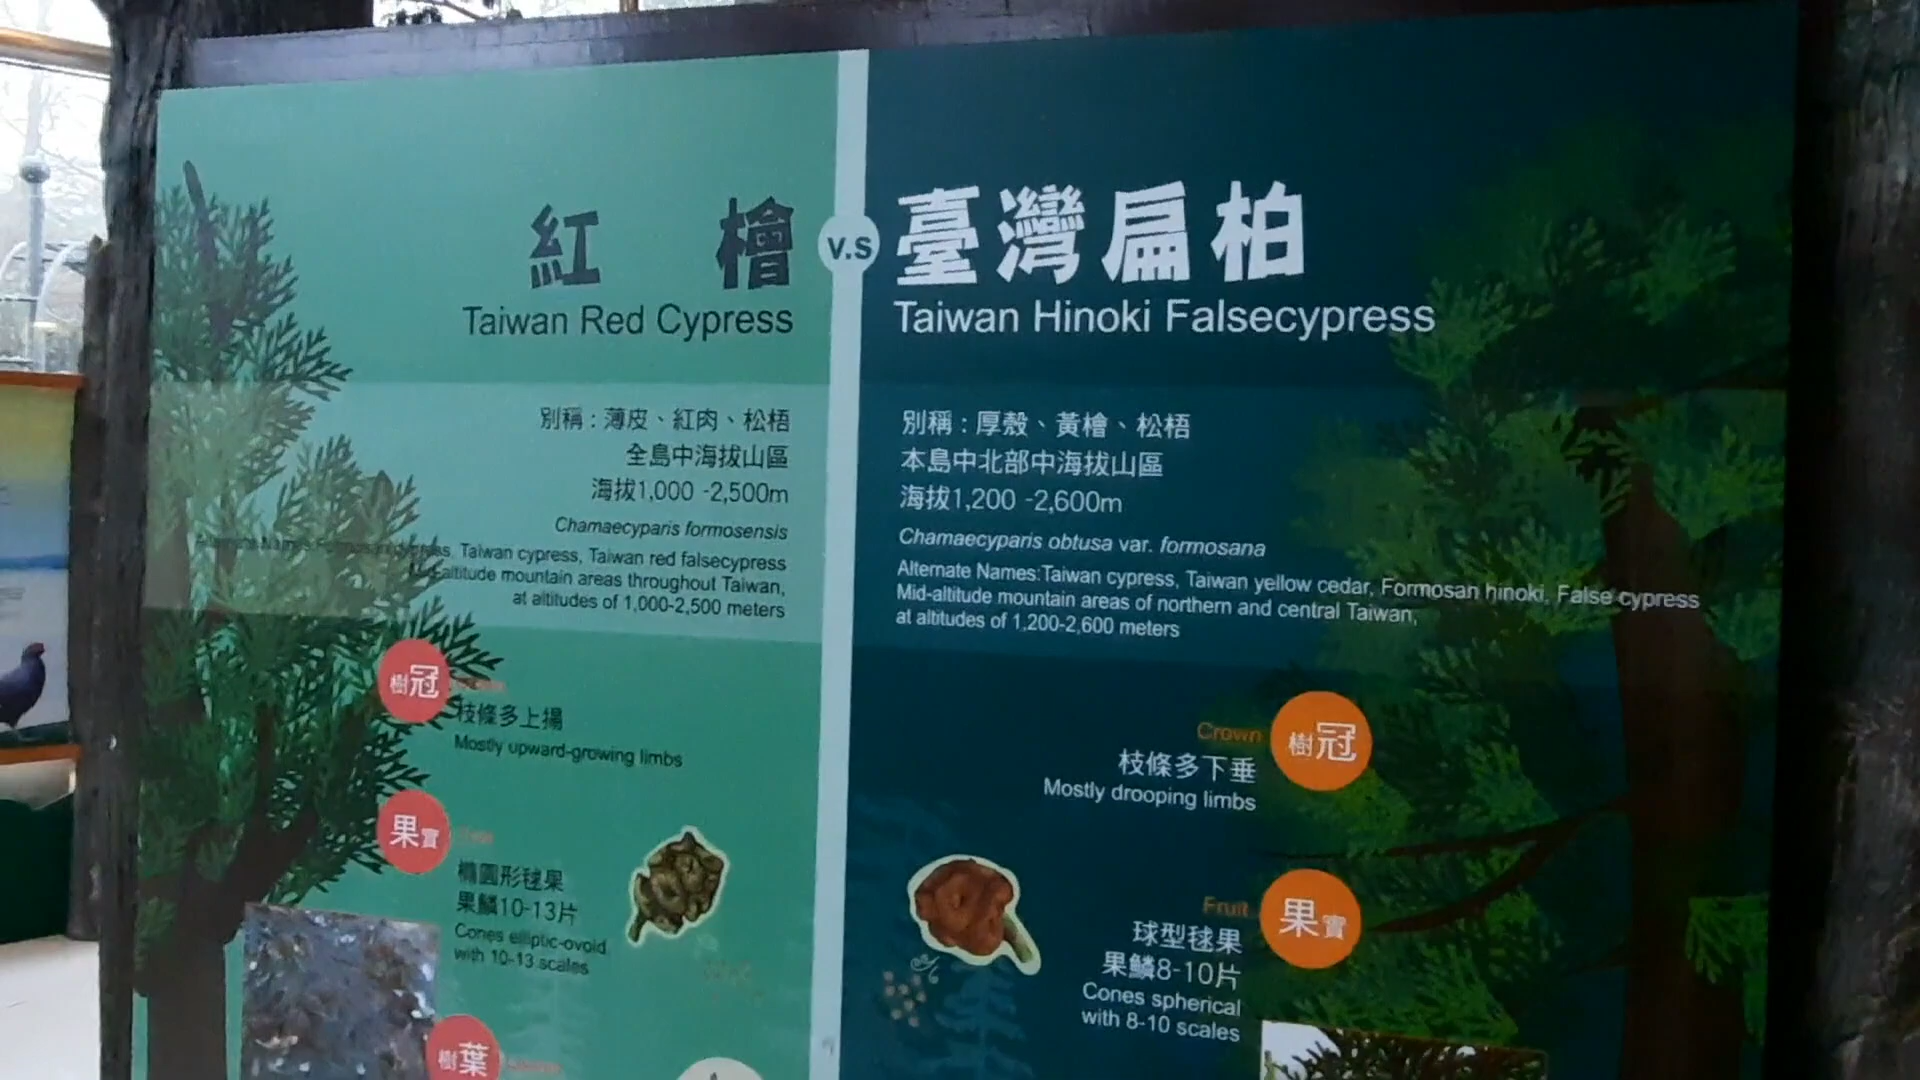 紅檜
Taiwan Red Cypress
別稱：薄皮、紅肉、松梧
全島中海拔山區
海拔1,000 -2,500m
Chamaecyparis formosensis
Taiwan cypress, Taiwan red falsecypress
Mid-altitude mountain areas throughout Taiwan,
at altitudes of 1,000-2,500 meters
樹冠
枝條多上揚
Mostly upward-growing limbs
果實
橢圓形毬果
果鱗10-13片
Cones elliptic-ovoid
with 10-13 scales
樹葉
v.s
臺灣扁柏
Taiwan Hinoki Falsecypress
別稱：厚殼、黃檜、松梧
本島中北部中海拔山區
海拔1,200 -2,600m
Chamaecyparis obtusa var. formosana
Alternate Names:Taiwan cypress, Taiwan yellow cedar, Formosan hinoki, False cypress
Mid-altitude mountain areas of northern and central Taiwan,
at altitudes of 1,200-2,600 meters
Crown 樹冠
枝條多下垂
Mostly drooping limbs
Fruit 果實
球型毬果
果鱗8-10片
Cones spherical
with 8-10 scales